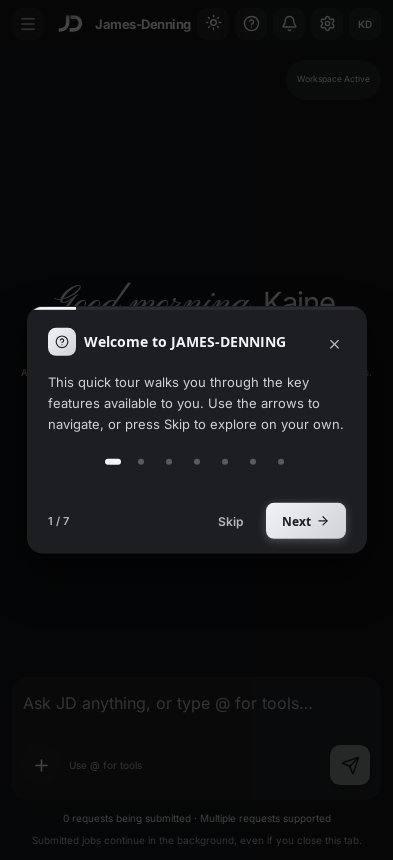 JD James-Denning KD
Workspace Active
Good morning, Kaine
Welcome to JAMES-DENNING
This quick tour walks you through the key
features available to you. Use the arrows to
navigate, or press Skip to explore on your own.
1 / 7 Skip Next →
Ask JD anything, or type @ for tools...
Use @ for tools
0 requests being submitted · Multiple requests supported
Submitted jobs continue in the background, even if you close this tab.